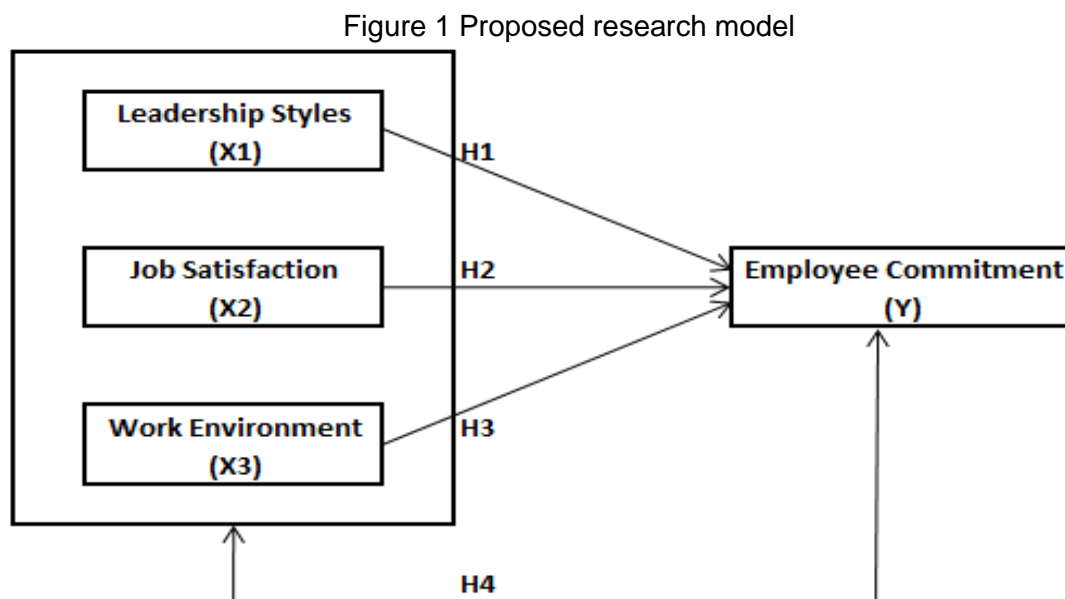 Figure 1 Proposed research model
Leadership Styles
(X1)
H1
Job Satisfaction
(X2)
H2
Employee Commitment
(Y)
Work Environment
(X3)
H3
H4